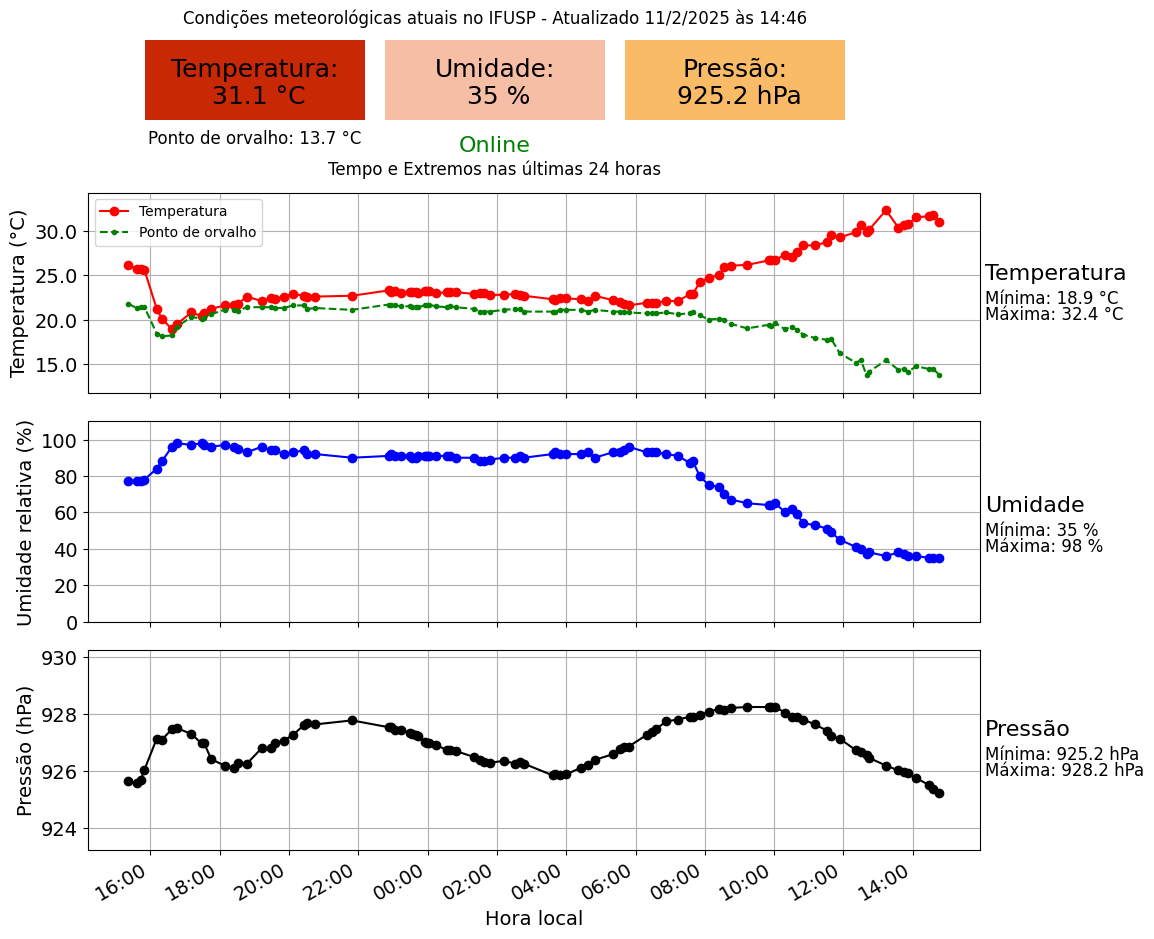 Condições meteorológicas atuais no IFUSP - Atualizado 11/2/2025 às 14:46
Temperatura:
31.1 °C
Umidade:
35 %
Pressão:
925.2 hPa
Ponto de orvalho: 13.7 °C
Online
Tempo e Extremos nas últimas 24 horas
Temperatura (°C)
30.0
25.0
20.0
15.0
Temperatura
Ponto de orvalho
Temperatura
Mínima: 18.9 °C
Máxima: 32.4 °C
Umidade relativa (%)
100
80
60
40
20
0
Umidade
Mínima: 35 %
Máxima: 98 %
Pressão (hPa)
930
928
926
924
Pressão
Mínima: 925.2 hPa
Máxima: 928.2 hPa
16:00 18:00 20:00 22:00 00:00 02:00 04:00 06:00 08:00 10:00 12:00 14:00
Hora local